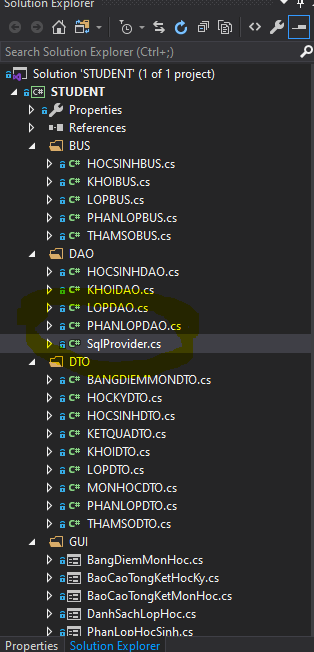 Solution Explorer
Search Solution Explorer (Ctrl+;)
Solution 'STUDENT' (1 of 1 project)
C# STUDENT
Properties
References
BUS
C# HOCSINHBUS.cs
C# KHOIBUS.cs
C# LOPBUS.cs
C# PHANLOPBUS.cs
C# THAMSOBUS.cs
DAO
C# HOCSINHDAO.cs
C# KHOIDAO.cs
C# LOPDAO.cs
C# PHANLOPDAO.cs
C# SqlProvider.cs
DTO
C# BANGDIEMMONDTO.cs
C# HOCKYDTO.cs
C# HOCSINHDTO.cs
C# KETQUADTO.cs
C# KHOIDTO.cs
C# LOPDTO.cs
C# MONHOCDTO.cs
C# PHANLOPDTO.cs
C# THAMSODTO.cs
GUI
BangDiemMonHoc.cs
BaoCaoTongKetHocKy.cs
BaoCaoTongKetMonHoc.cs
DanhSachLopHoc.cs
PhanLopHocSinh.cs
Properties Solution Explorer